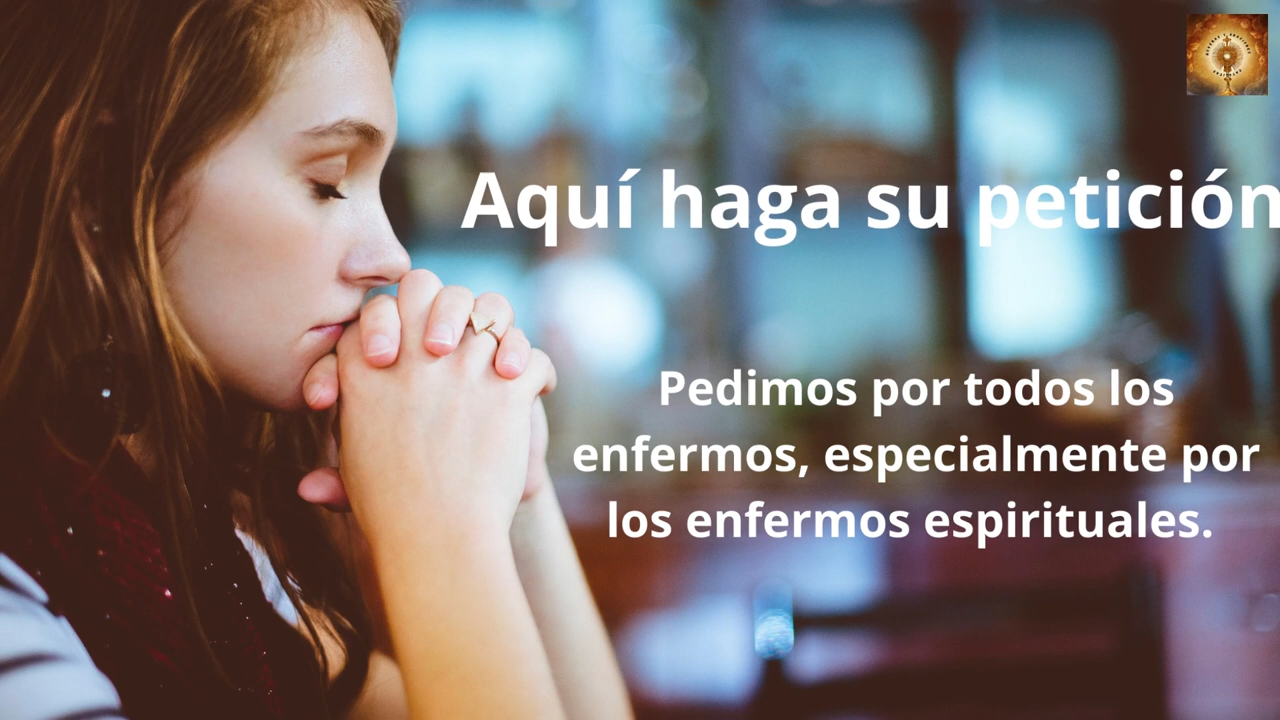 Aquí haga su petición
Pedimos por todos los
enfermos, especialmente por
los enfermos espirituales.